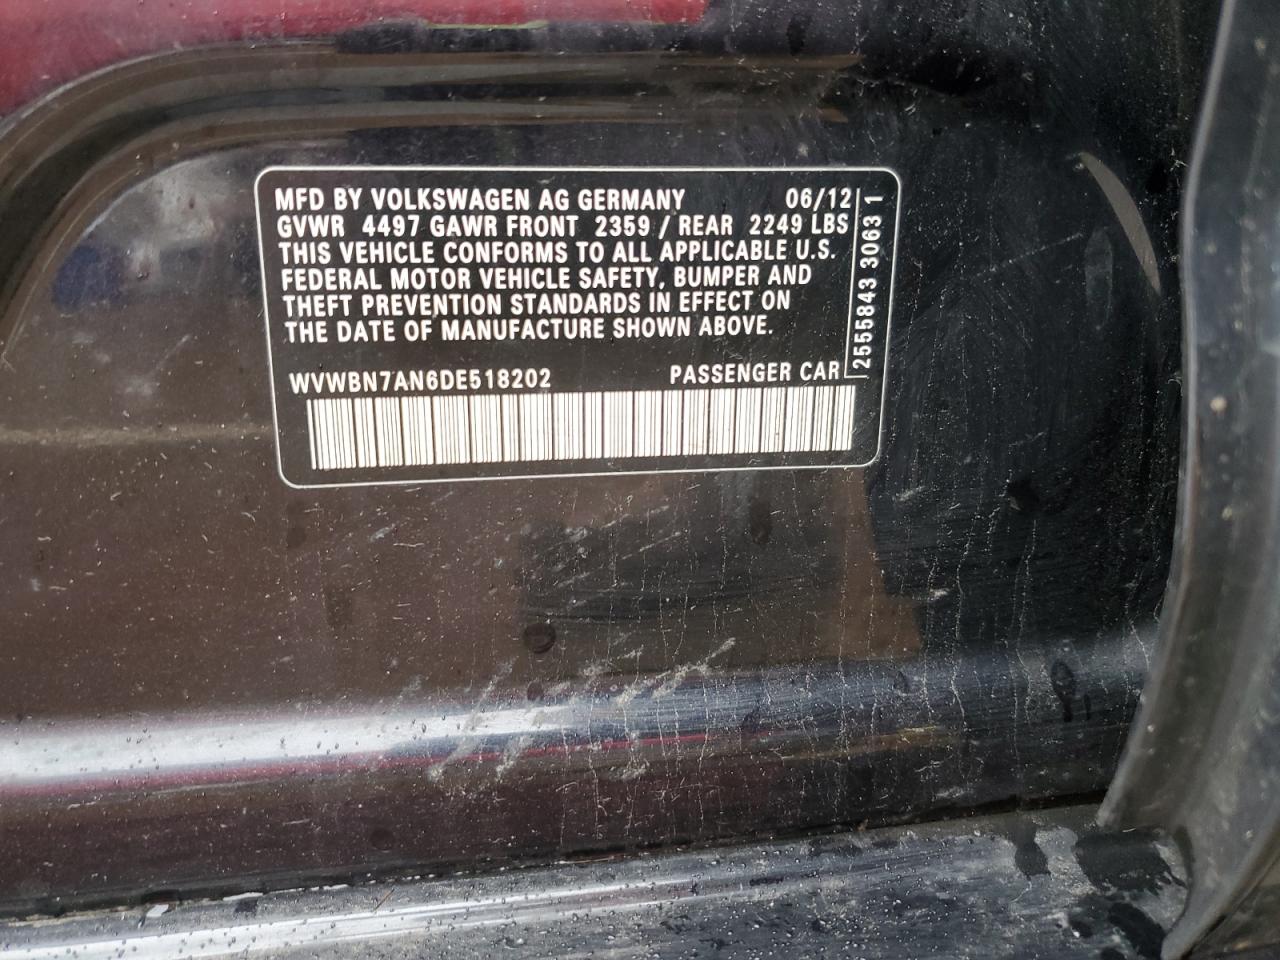 MFD BY VOLKSWAGEN AG GERMANY 06/12
GVWR 4497 GAWR FRONT 2359 / REAR 2249 LBS
THIS VEHICLE CONFORMS TO ALL APPLICABLE U.S.
FEDERAL MOTOR VEHICLE SAFETY, BUMPER AND
THEFT PREVENTION STANDARDS IN EFFECT ON
THE DATE OF MANUFACTURE SHOWN ABOVE.
WVWBN7AN6DE518202 PASSENGER CAR
2555843 3063 1